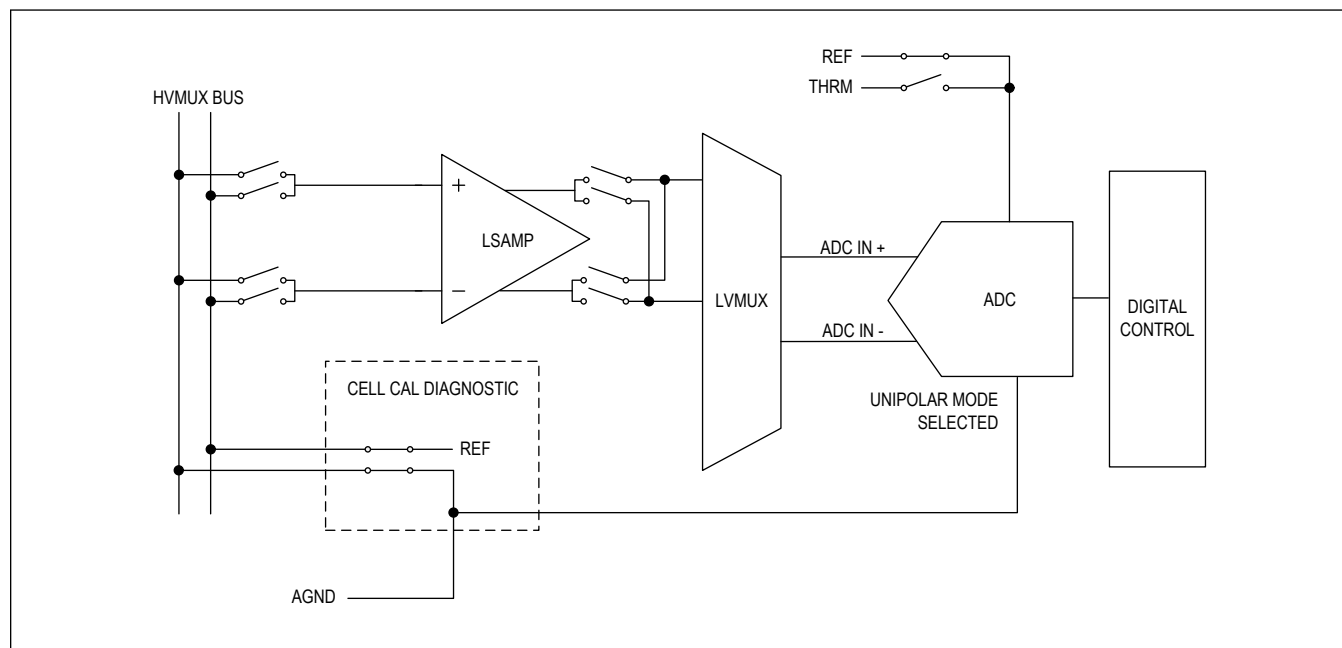 REF
THRM
HVMUX BUS
+
LSAMP
−
LVMUX
ADC IN +
ADC IN -
ADC
DIGITAL
CONTROL
UNIPOLAR MODE
SELECTED
CELL CAL DIAGNOSTIC
REF
AGND